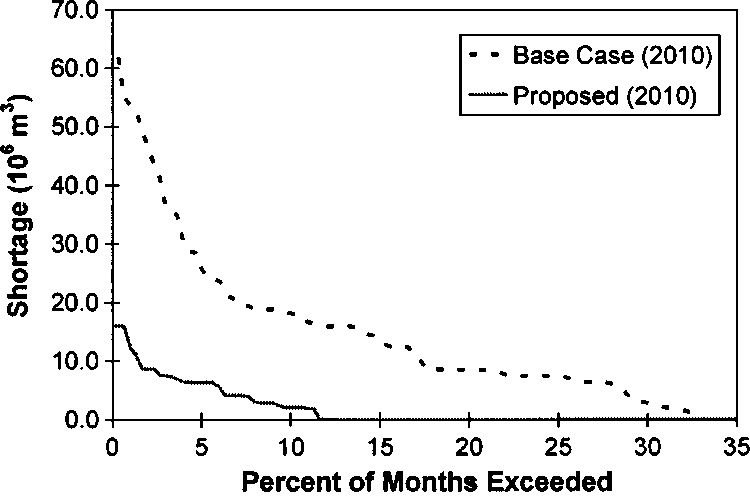 70.0
60.0
50.0
40.0
30.0
20.0
10.0
0.0
Shortage (10⁶ m³)
Base Case (2010)
Proposed (2010)
0 5 10 15 20 25 30 35
Percent of Months Exceeded